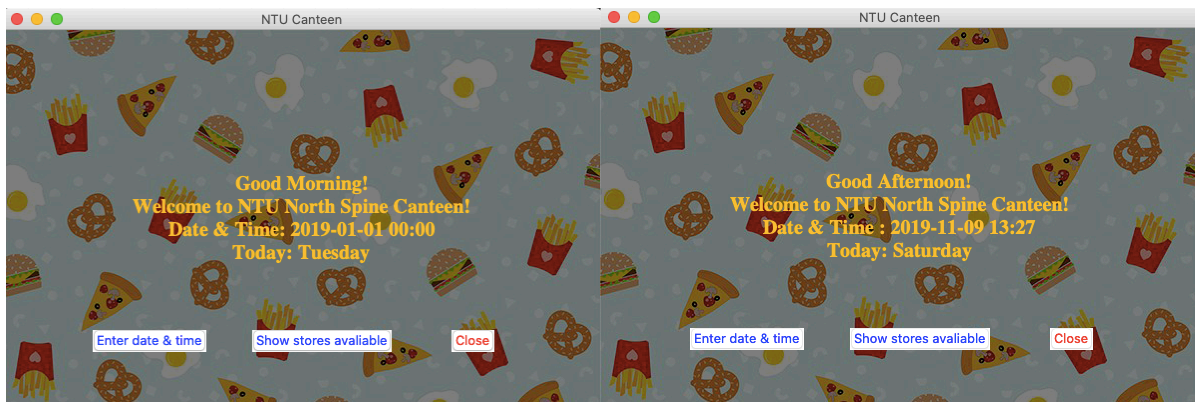 NTU Canteen
Good Morning!
Welcome to NTU North Spine Canteen!
Date & Time: 2019-01-01 00:00
Today: Tuesday
Enter date & time
Show stores avaliable
Close
NTU Canteen
Good Afternoon!
Welcome to NTU North Spine Canteen!
Date & Time : 2019-11-09 13:27
Today: Saturday
Enter date & time
Show stores avaliable
Close